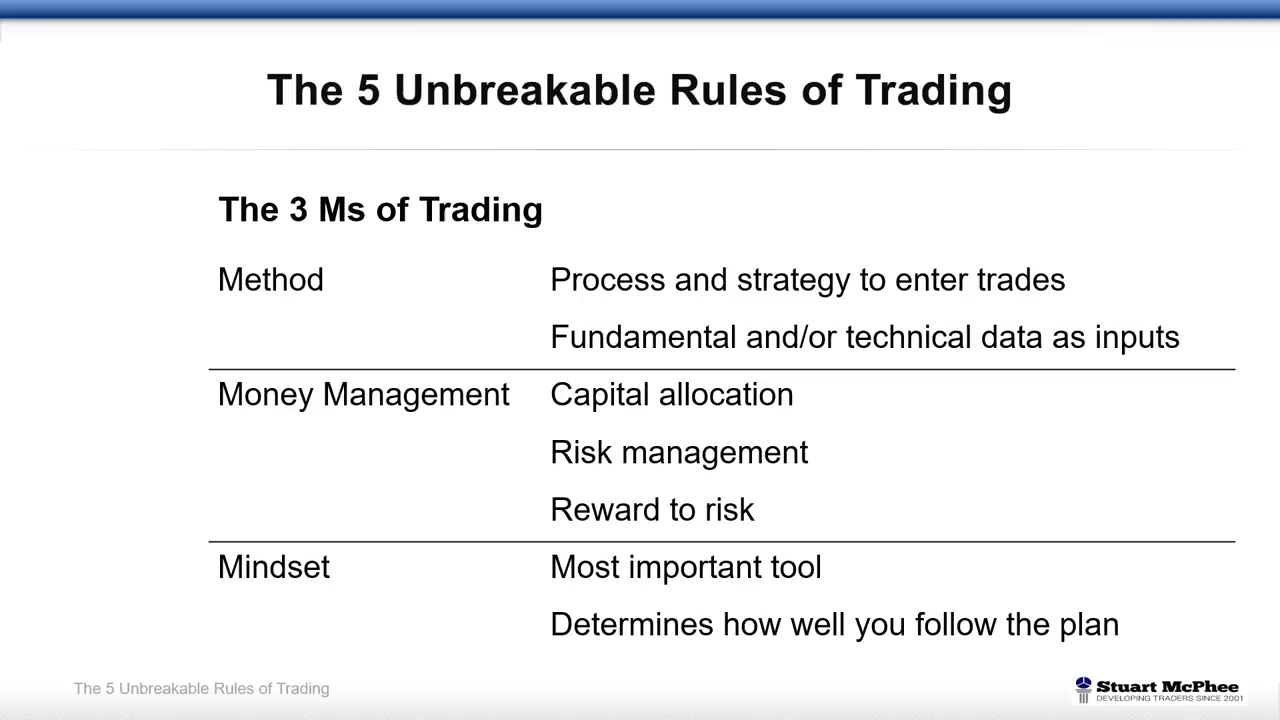 The 5 Unbreakable Rules of Trading
The 3 Ms of Trading
Method Process and strategy to enter trades
Fundamental and/or technical data as inputs
Money Management Capital allocation
Risk management
Reward to risk
Mindset Most important tool
Determines how well you follow the plan
The 5 Unbreakable Rules of Trading
Stuart McPhee
DEVELOPING TRADERS SINCE 2001